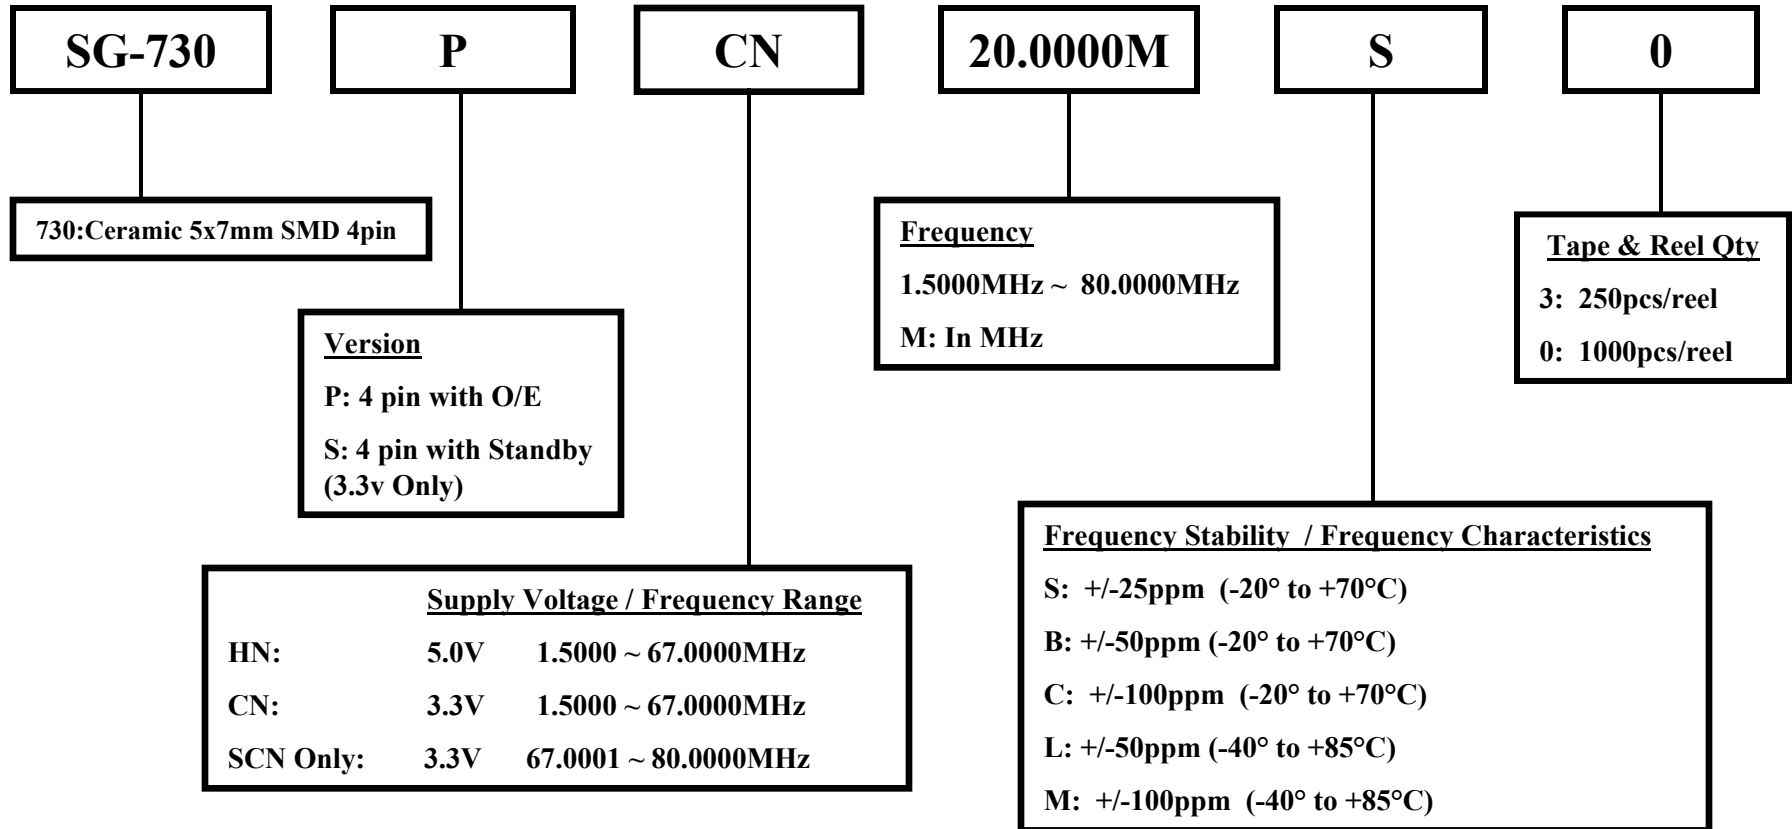 SG-730 P CN 20.0000M S 0
730:Ceramic 5x7mm SMD 4pin
Version
P: 4 pin with O/E
S: 4 pin with Standby
(3.3v Only)
Supply Voltage / Frequency Range
HN: 5.0V 1.5000 ~ 67.0000MHz
CN: 3.3V 1.5000 ~ 67.0000MHz
SCN Only: 3.3V 67.0001 ~ 80.0000MHz
Frequency
1.5000MHz ~ 80.0000MHz
M: In MHz
Frequency Stability / Frequency Characteristics
S: +/-25ppm (-20° to +70°C)
B: +/-50ppm (-20° to +70°C)
C: +/-100ppm (-20° to +70°C)
L: +/-50ppm (-40° to +85°C)
M: +/-100ppm (-40° to +85°C)
Tape & Reel Qty
3: 250pcs/reel
0: 1000pcs/reel